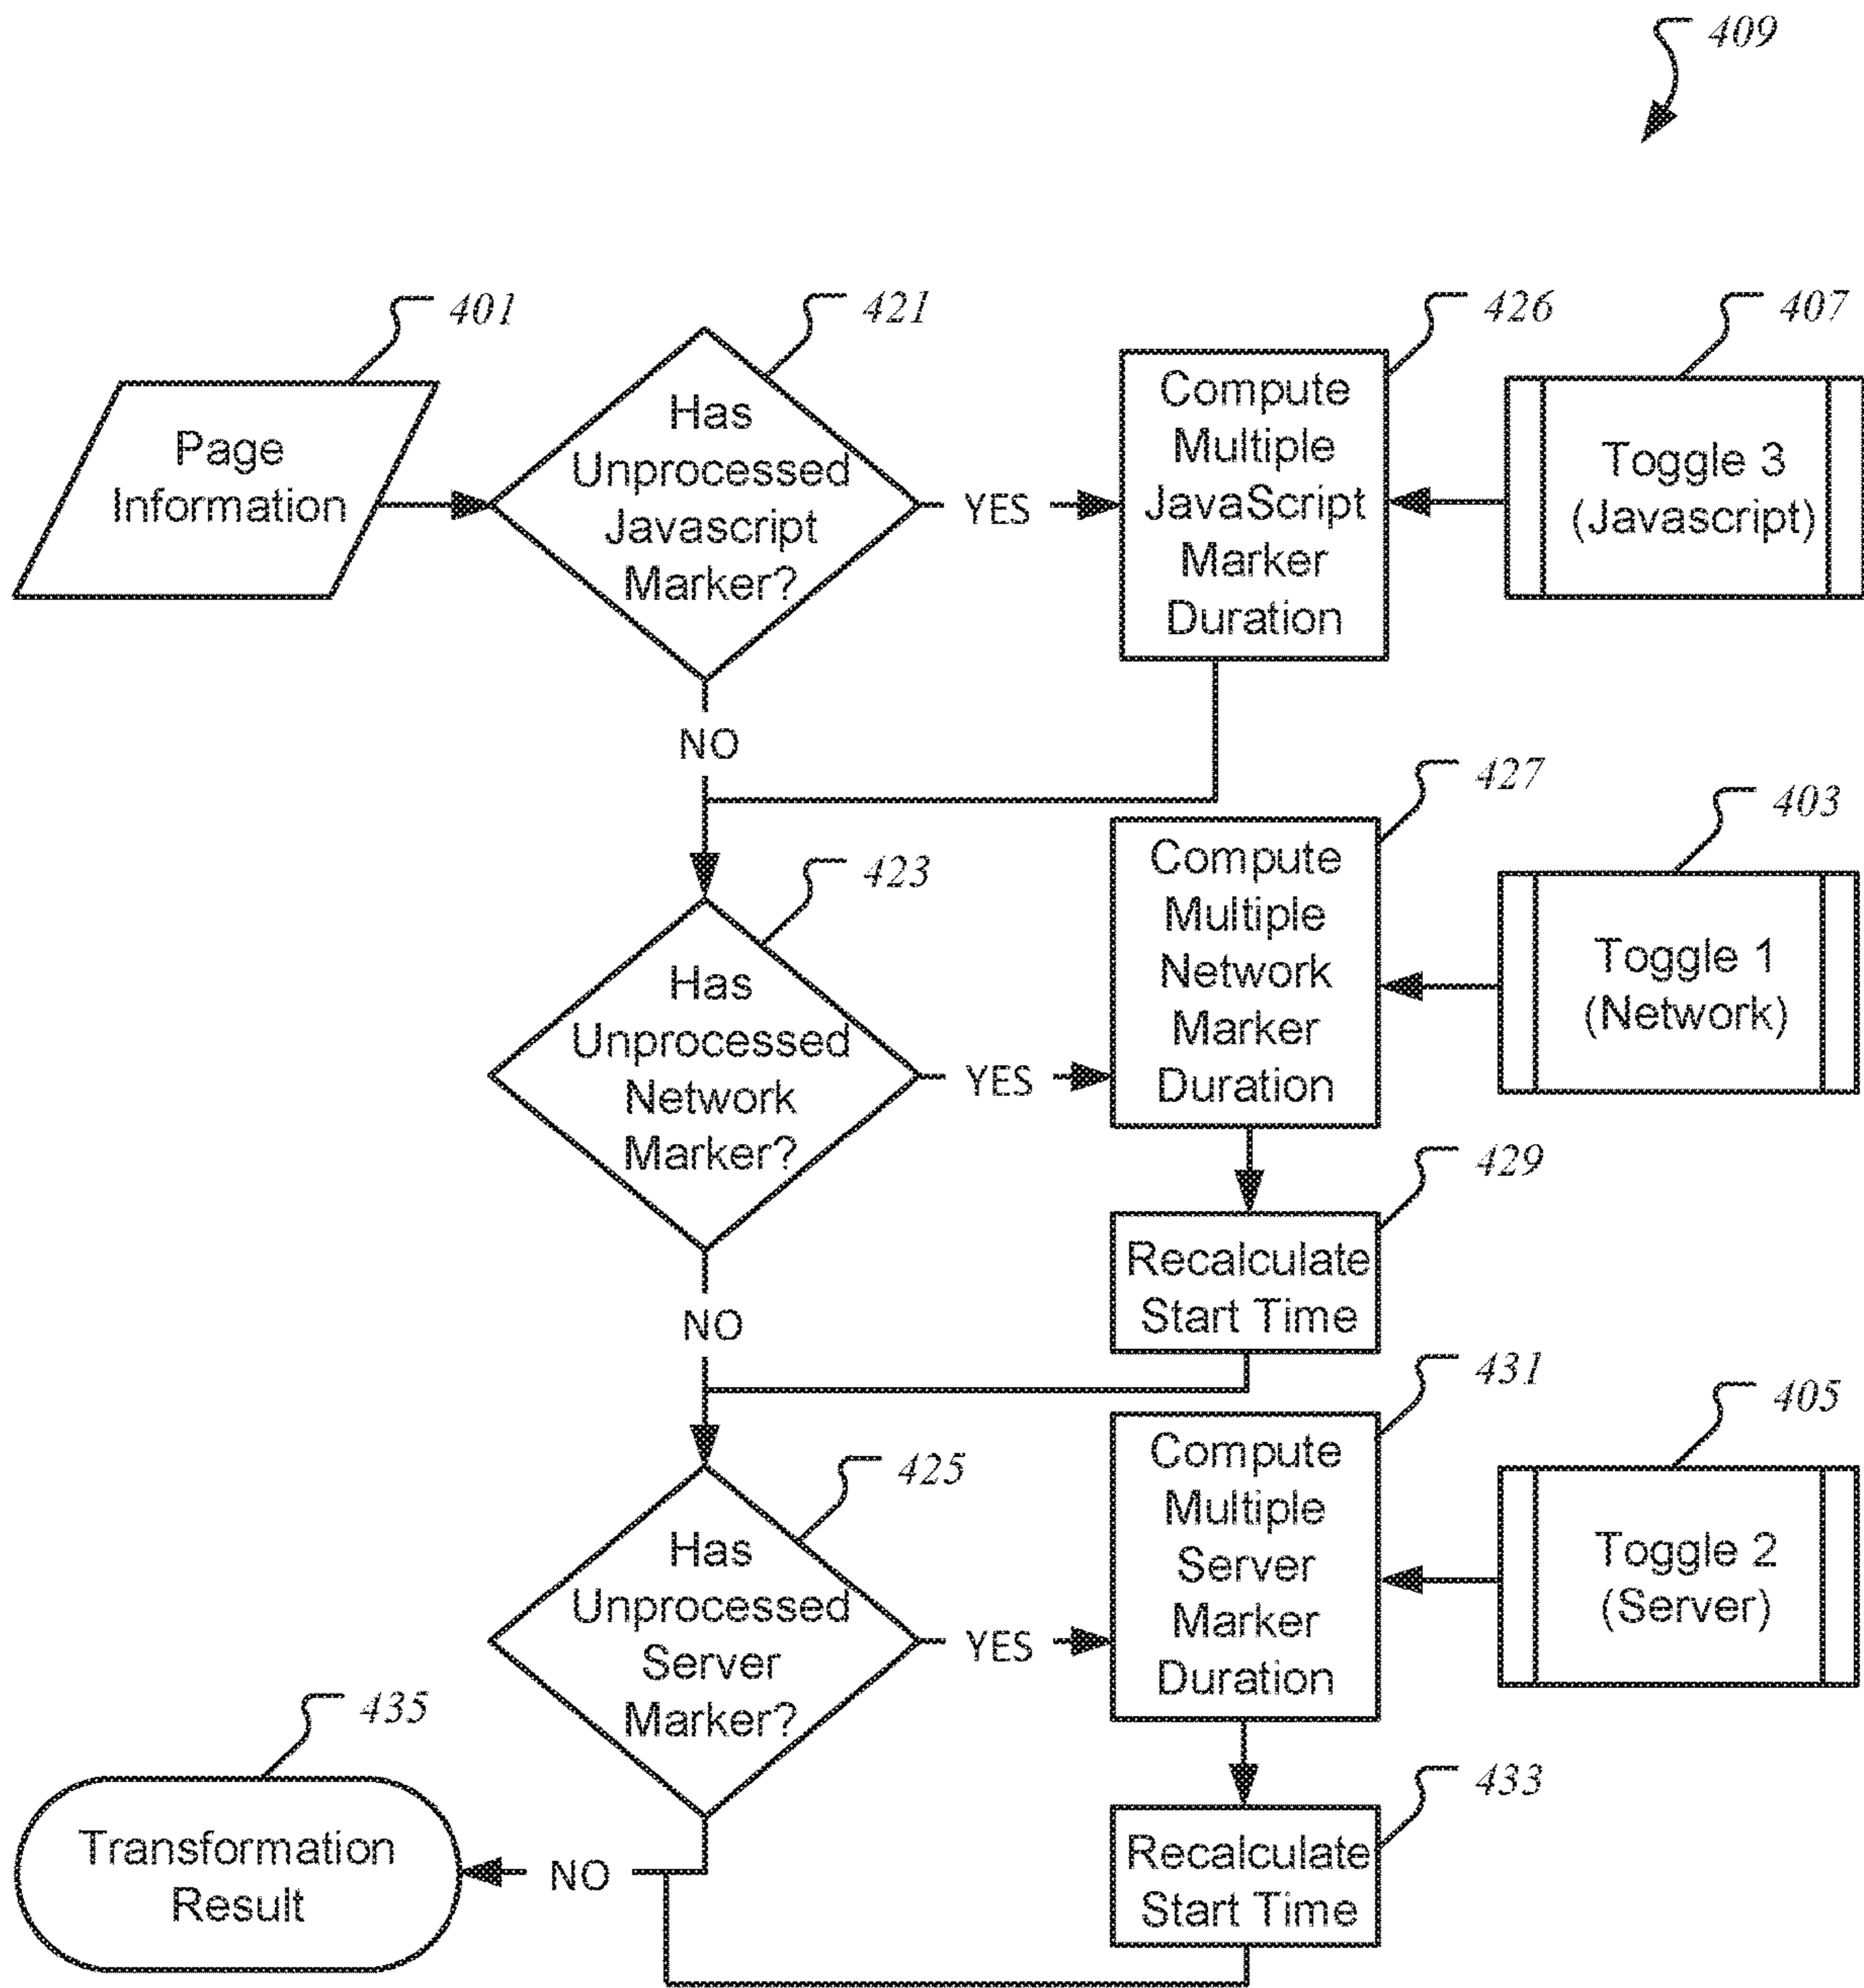 409
401
421
426
407
Page
Information
Has
Unprocessed
Javascript
Marker?
YES
Compute
Multiple
JavaScript
Marker
Duration
Toggle 3
(Javascript)
NO
427
403
423
Has
Unprocessed
Network
Marker?
YES
Compute
Multiple
Network
Marker
Duration
Toggle 1
(Network)
429
Recalculate
Start Time
NO
431
405
425
Has
Unprocessed
Server
Marker?
YES
Compute
Multiple
Server
Marker
Duration
Toggle 2
(Server)
435
433
Transformation
Result
NO
Recalculate
Start Time